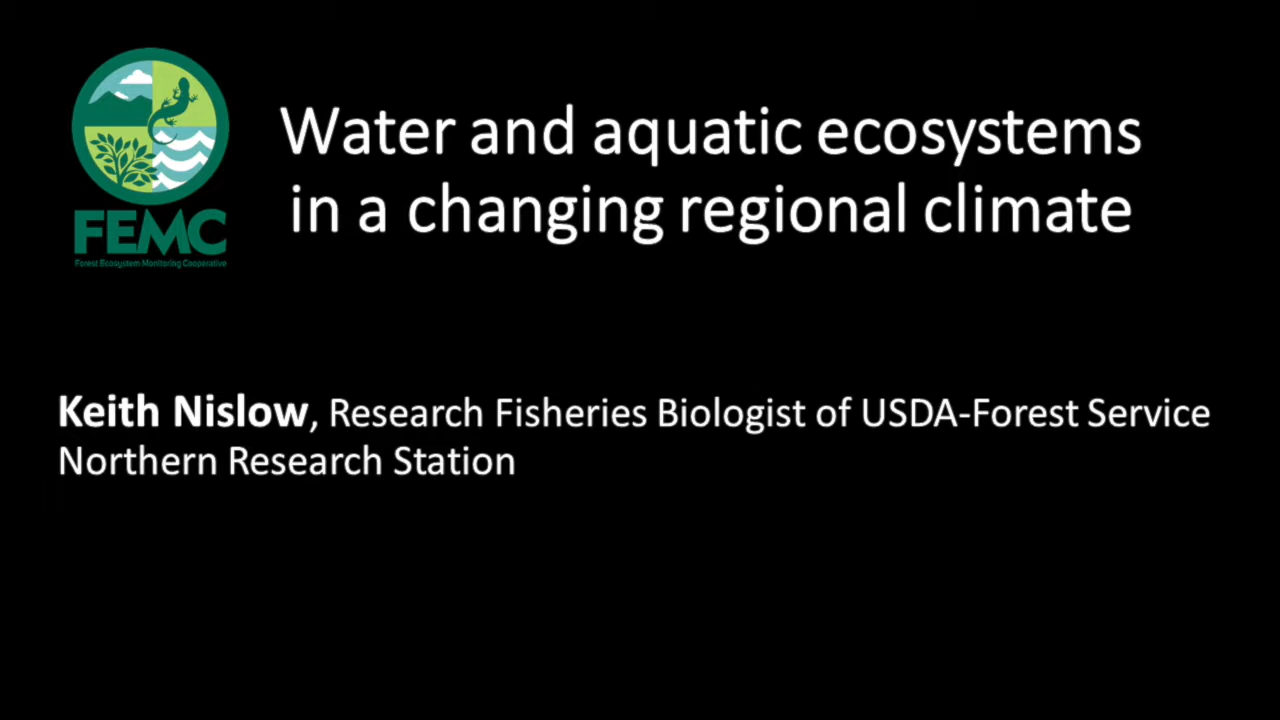 FEMC
Forest Ecosystem Monitoring Cooperative
Water and aquatic ecosystems
in a changing regional climate
Keith Nislow, Research Fisheries Biologist of USDA-Forest Service
Northern Research Station